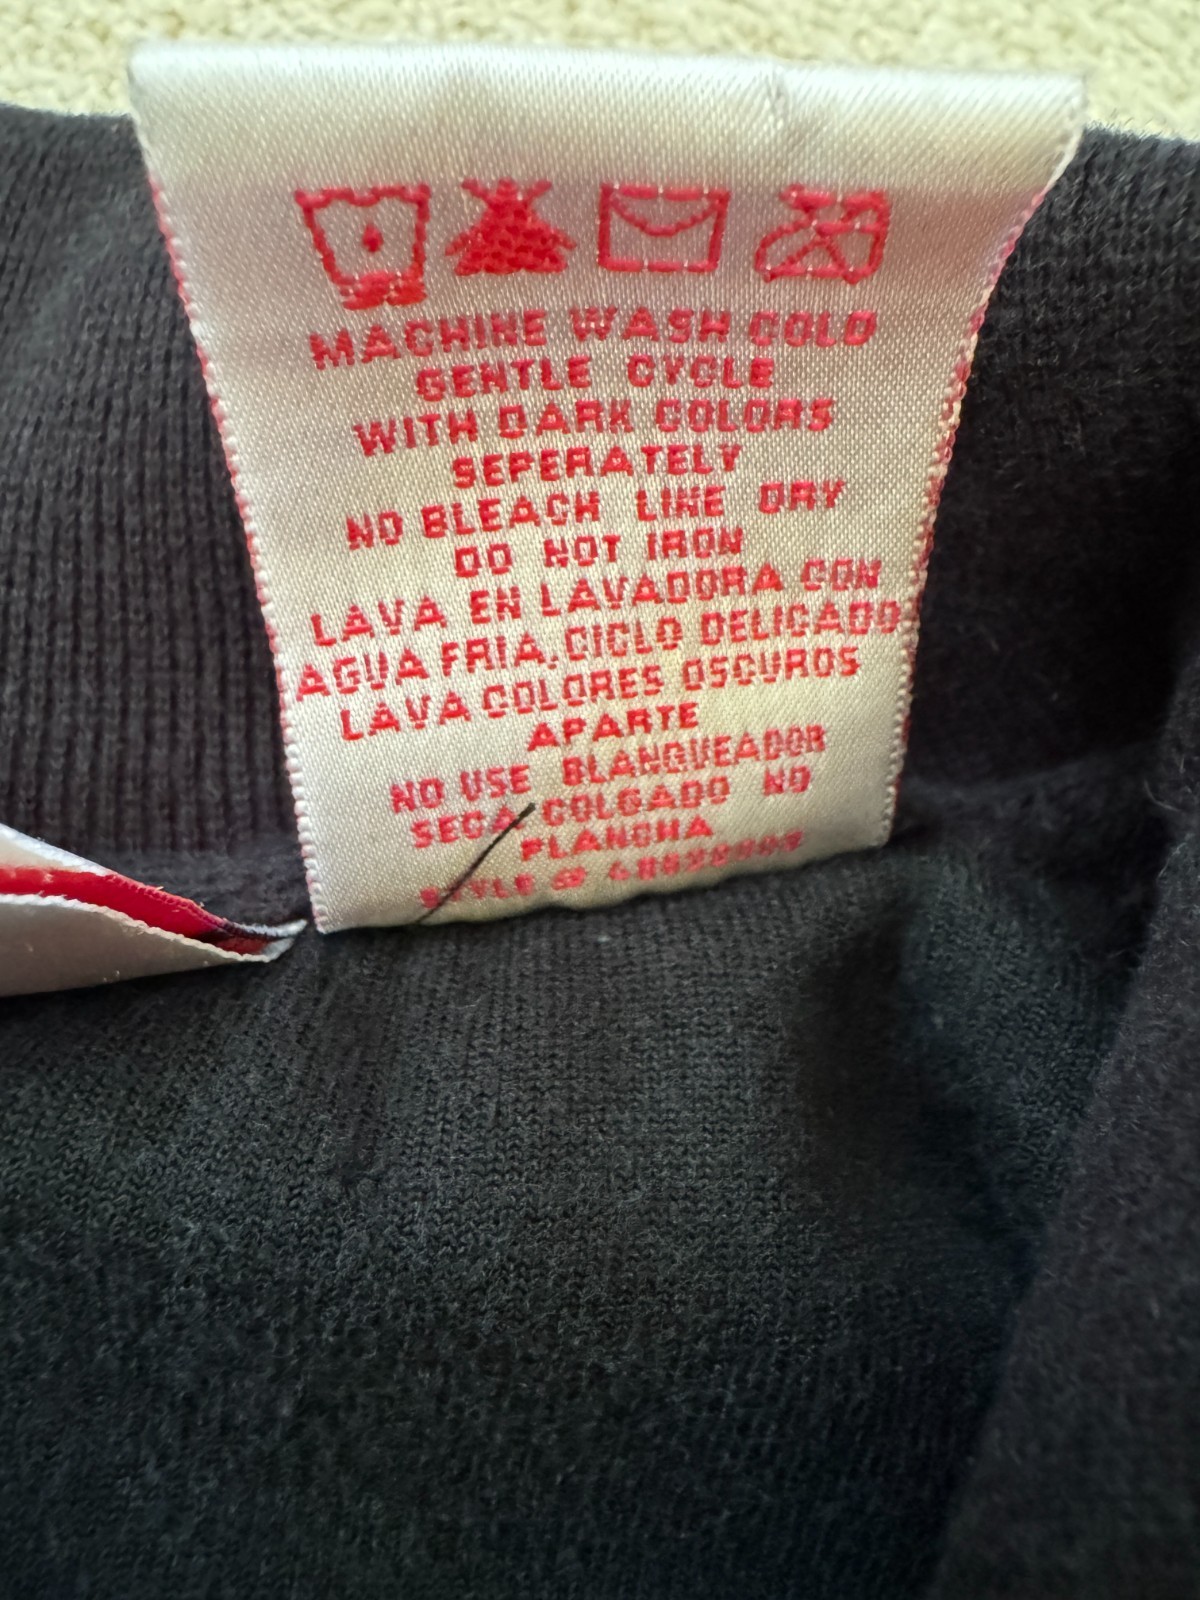 MACHINE WASH COLD
GENTLE CYCLE
WITH DARK COLORS
SEPERATELY
NO BLEACH LINE DRY
DO NOT IRON
LAVA EN LAVADORA CON
AGUA FRIA, CICLO DELICADO
LAVA COLORES OSCUROS
APARTE
NO USE BLANQUEADOR
SECA COLGADO NO
PLANCHA
STYLE #